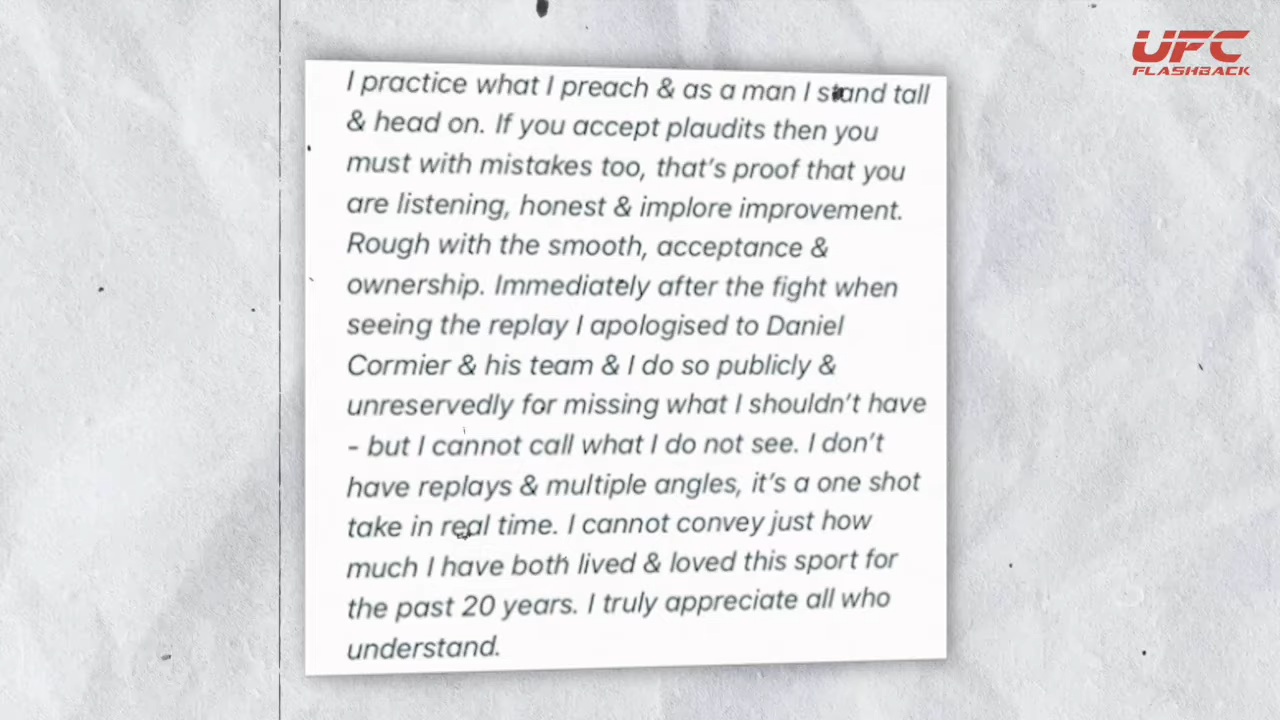 UFC
FLASHBACK
I practice what I preach & as a man I stand tall
& head on. If you accept plaudits then you
must with mistakes too, that's proof that you
are listening, honest & implore improvement.
Rough with the smooth, acceptance &
ownership. Immediately after the fight when
seeing the replay I apologised to Daniel
Cormier & his team & I do so publicly &
unreservedly for missing what I shouldn't have
- but I cannot call what I do not see. I don't
have replays & multiple angles, it's a one shot
take in real time. I cannot convey just how
much I have both lived & loved this sport for
the past 20 years. I truly appreciate all who
understand.